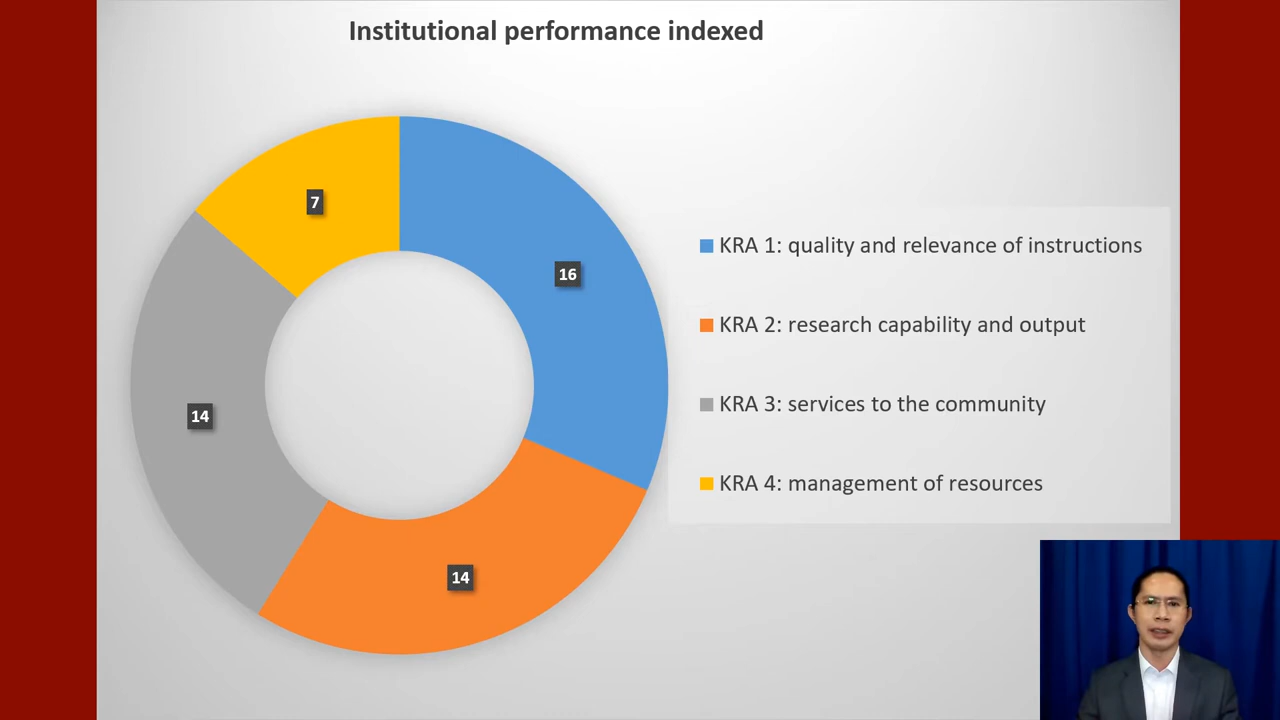 Institutional performance indexed
7
16
14
14
KRA 1: quality and relevance of instructions
KRA 2: research capability and output
KRA 3: services to the community
KRA 4: management of resources